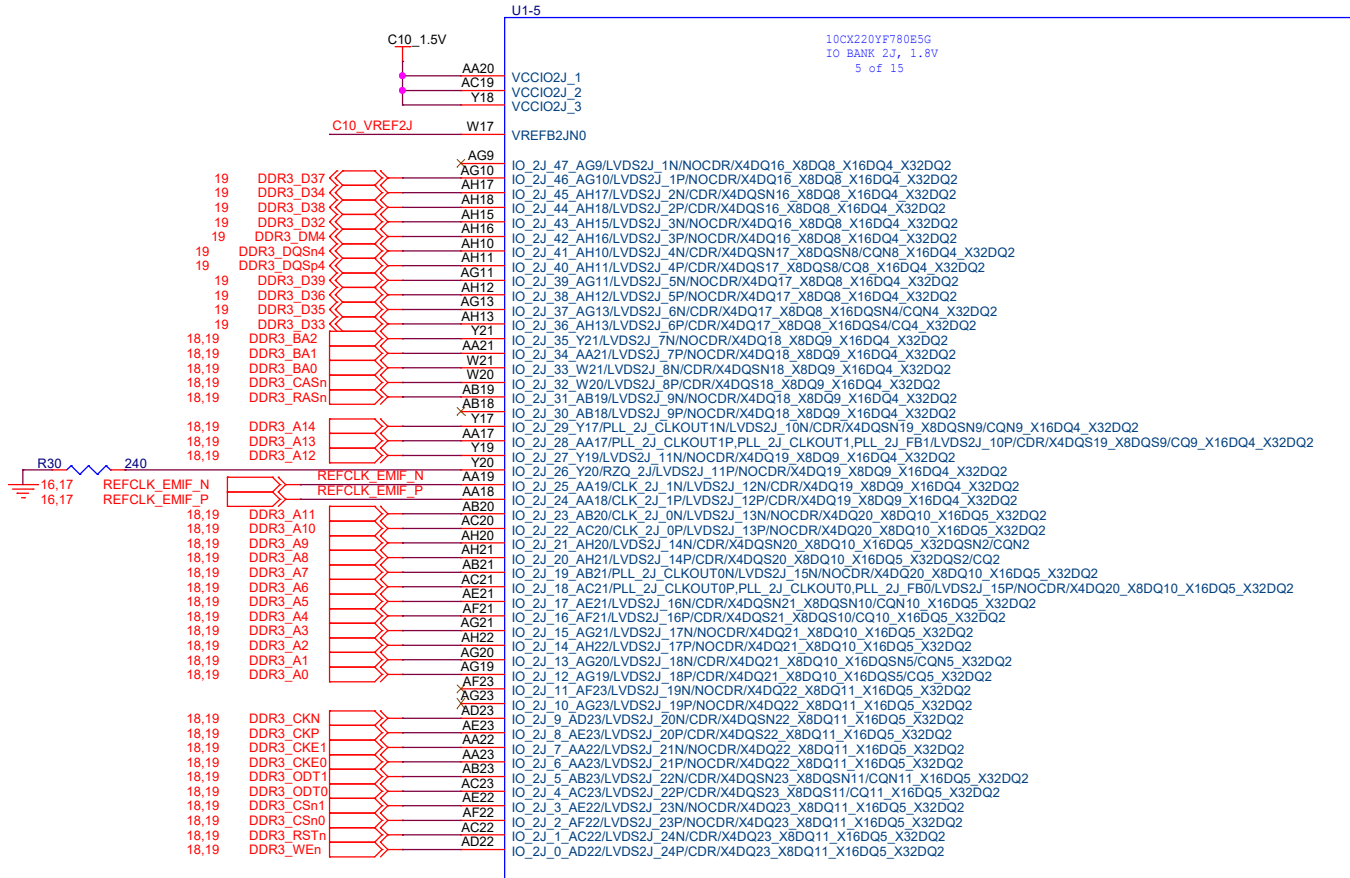 U1-5
10CX220YF780E5G
IO BANK 2J, 1.8V
5 of 15
C10_1.5V
AA20 VCCIO2J_1
AC19 VCCIO2J_2
Y18 VCCIO2J_3
C10_VREF2J W17 VREFB2JN0
AG9 IO_2J_47_AG9/LVDS2J_1N/NOCDR/X4DQ16_X8DQ8_X16DQ4_X32DQ2
19 DDR3_D37 AG10 IO_2J_46_AG10/LVDS2J_1P/NOCDR/X4DQ16_X8DQ8_X16DQ4_X32DQ2
19 DDR3_D34 AH17 IO_2J_45_AH17/LVDS2J_2N/CDR/X4DQSN16_X8DQ8_X16DQ4_X32DQ2
19 DDR3_D38 AH18 IO_2J_44_AH18/LVDS2J_2P/CDR/X4DQS16_X8DQ8_X16DQ4_X32DQ2
19 DDR3_D32 AH15 IO_2J_43_AH15/LVDS2J_3N/NOCDR/X4DQ16_X8DQ8_X16DQ4_X32DQ2
19 DDR3_DM4 AH16 IO_2J_42_AH16/LVDS2J_3P/NOCDR/X4DQ16_X8DQ8_X16DQ4_X32DQ2
19 DDR3_DQSn4 AH10 IO_2J_41_AH10/LVDS2J_4N/CDR/X4DQSN17_X8DQSN8/CQN8_X16DQ4_X32DQ2
19 DDR3_DQSp4 AH11 IO_2J_40_AH11/LVDS2J_4P/CDR/X4DQS17_X8DQS8/CQ8_X16DQ4_X32DQ2
19 DDR3_D39 AG11 IO_2J_39_AG11/LVDS2J_5N/NOCDR/X4DQ17_X8DQ8_X16DQ4_X32DQ2
19 DDR3_D36 AH12 IO_2J_38_AH12/LVDS2J_5P/NOCDR/X4DQ17_X8DQ8_X16DQ4_X32DQ2
19 DDR3_D35 AG13 IO_2J_37_AG13/LVDS2J_6N/CDR/X4DQ17_X8DQ8_X16DQSN4/CQN4_X32DQ2
19 DDR3_D33 AH13 IO_2J_36_AH13/LVDS2J_6P/CDR/X4DQ17_X8DQ8_X16DQS4/CQ4_X32DQ2
18,19 DDR3_BA2 Y21 IO_2J_35_Y21/LVDS2J_7N/NOCDR/X4DQ18_X8DQ9_X16DQ4_X32DQ2
18,19 DDR3_BA1 AA21 IO_2J_34_AA21/LVDS2J_7P/NOCDR/X4DQ18_X8DQ9_X16DQ4_X32DQ2
18,19 DDR3_BA0 W21 IO_2J_33_W21/LVDS2J_8N/CDR/X4DQSN18_X8DQ9_X16DQ4_X32DQ2
18,19 DDR3_CASn W20 IO_2J_32_W20/LVDS2J_8P/CDR/X4DQS18_X8DQ9_X16DQ4_X32DQ2
18,19 DDR3_RASn AB19 IO_2J_31_AB19/LVDS2J_9N/NOCDR/X4DQ18_X8DQ9_X16DQ4_X32DQ2
AB18 IO_2J_30_AB18/LVDS2J_9P/NOCDR/X4DQ18_X8DQ9_X16DQ4_X32DQ2
18,19 DDR3_A14 Y17 IO_2J_29_Y17/PLL_2J_CLKOUT1N/LVDS2J_10N/CDR/X4DQSN19_X8DQSN9/CQN9_X16DQ4_X32DQ2
18,19 DDR3_A13 AA17 IO_2J_28_AA17/PLL_2J_CLKOUT1P,PLL_2J_CLKOUT1,PLL_2J_FB1/LVDS2J_10P/CDR/X4DQS19_X8DQS9/CQ9_X16DQ4_X32DQ2
18,19 DDR3_A12 Y19 IO_2J_27_Y19/LVDS2J_11N/NOCDR/X4DQ19_X8DQ9_X16DQ4_X32DQ2
R30 240 Y20 IO_2J_26_Y20/RZQ_2J/LVDS2J_11P/NOCDR/X4DQ19_X8DQ9_X16DQ4_X32DQ2
16,17 REFCLK_EMIF_N REFCLK_EMIF_N AA19 IO_2J_25_AA19/CLK_2J_1N/LVDS2J_12N/CDR/X4DQ19_X8DQ9_X16DQ4_X32DQ2
16,17 REFCLK_EMIF_P REFCLK_EMIF_P AA18 IO_2J_24_AA18/CLK_2J_1P/LVDS2J_12P/CDR/X4DQ19_X8DQ9_X16DQ4_X32DQ2
18,19 DDR3_A11 AB20 IO_2J_23_AB20/CLK_2J_0N/LVDS2J_13N/NOCDR/X4DQ20_X8DQ10_X16DQ5_X32DQ2
18,19 DDR3_A10 AC20 IO_2J_22_AC20/CLK_2J_0P/LVDS2J_13P/NOCDR/X4DQ20_X8DQ10_X16DQ5_X32DQ2
18,19 DDR3_A9 AH20 IO_2J_21_AH20/LVDS2J_14N/CDR/X4DQSN20_X8DQ10_X16DQ5_X32DQSN2/CQN2
18,19 DDR3_A8 AH21 IO_2J_20_AH21/LVDS2J_14P/CDR/X4DQS20_X8DQ10_X16DQ5_X32DQS2/CQ2
18,19 DDR3_A7 AB21 IO_2J_19_AB21/PLL_2J_CLKOUT0N/LVDS2J_15N/NOCDR/X4DQ20_X8DQ10_X16DQ5_X32DQ2
18,19 DDR3_A6 AC21 IO_2J_18_AC21/PLL_2J_CLKOUT0P,PLL_2J_CLKOUT0,PLL_2J_FB0/LVDS2J_15P/NOCDR/X4DQ20_X8DQ10_X16DQ5_X32DQ2
18,19 DDR3_A5 AE21 IO_2J_17_AE21/LVDS2J_16N/CDR/X4DQSN21_X8DQSN10/CQN10_X16DQ5_X32DQ2
18,19 DDR3_A4 AF21 IO_2J_16_AF21/LVDS2J_16P/CDR/X4DQS21_X8DQS10/CQ10_X16DQ5_X32DQ2
18,19 DDR3_A3 AG21 IO_2J_15_AG21/LVDS2J_17N/NOCDR/X4DQ21_X8DQ10_X16DQ5_X32DQ2
18,19 DDR3_A2 AH22 IO_2J_14_AH22/LVDS2J_17P/NOCDR/X4DQ21_X8DQ10_X16DQ5_X32DQ2
18,19 DDR3_A1 AG20 IO_2J_13_AG20/LVDS2J_18N/CDR/X4DQ21_X8DQ10_X16DQSN5/CQN5_X32DQ2
18,19 DDR3_A0 AG19 IO_2J_12_AG19/LVDS2J_18P/CDR/X4DQ21_X8DQ10_X16DQS5/CQ5_X32DQ2
AF23 IO_2J_11_AF23/LVDS2J_19N/NOCDR/X4DQ22_X8DQ11_X16DQ5_X32DQ2
AG23 IO_2J_10_AG23/LVDS2J_19P/NOCDR/X4DQ22_X8DQ11_X16DQ5_X32DQ2
18,19 DDR3_CKN AD23 IO_2J_9_AD23/LVDS2J_20N/CDR/X4DQSN22_X8DQ11_X16DQ5_X32DQ2
18,19 DDR3_CKP AE23 IO_2J_8_AE23/LVDS2J_20P/CDR/X4DQS22_X8DQ11_X16DQ5_X32DQ2
18,19 DDR3_CKE1 AA22 IO_2J_7_AA22/LVDS2J_21N/NOCDR/X4DQ22_X8DQ11_X16DQ5_X32DQ2
18,19 DDR3_CKE0 AA23 IO_2J_6_AA23/LVDS2J_21P/NOCDR/X4DQ22_X8DQ11_X16DQ5_X32DQ2
18,19 DDR3_ODT1 AB23 IO_2J_5_AB23/LVDS2J_22N/CDR/X4DQSN23_X8DQSN11/CQN11_X16DQ5_X32DQ2
18,19 DDR3_ODT0 AC23 IO_2J_4_AC23/LVDS2J_22P/CDR/X4DQS23_X8DQS11/CQ11_X16DQ5_X32DQ2
18,19 DDR3_CSn1 AE22 IO_2J_3_AE22/LVDS2J_23N/NOCDR/X4DQ23_X8DQ11_X16DQ5_X32DQ2
18,19 DDR3_CSn0 AF22 IO_2J_2_AF22/LVDS2J_23P/NOCDR/X4DQ23_X8DQ11_X16DQ5_X32DQ2
18,19 DDR3_RSTn AC22 IO_2J_1_AC22/LVDS2J_24N/CDR/X4DQ23_X8DQ11_X16DQ5_X32DQ2
18,19 DDR3_WEn AD22 IO_2J_0_AD22/LVDS2J_24P/CDR/X4DQ23_X8DQ11_X16DQ5_X32DQ2